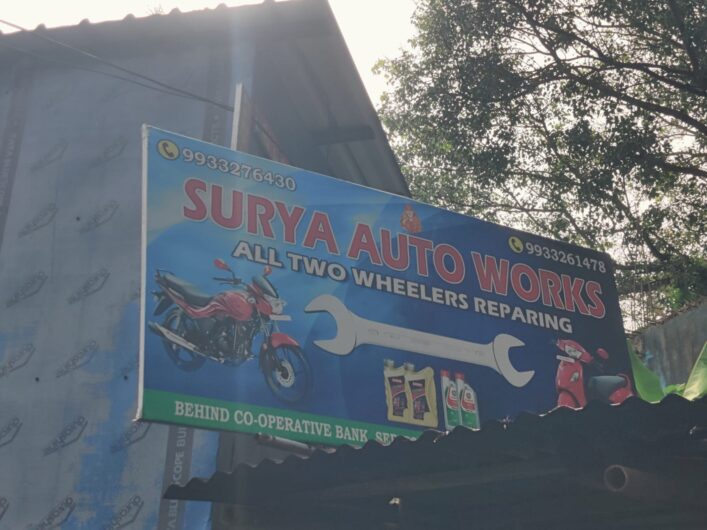 9933276430
9933261478
SURYA AUTO WORKS
ALL TWO WHEELERS REPARING
BEHIND CO-OPERATIVE BANK